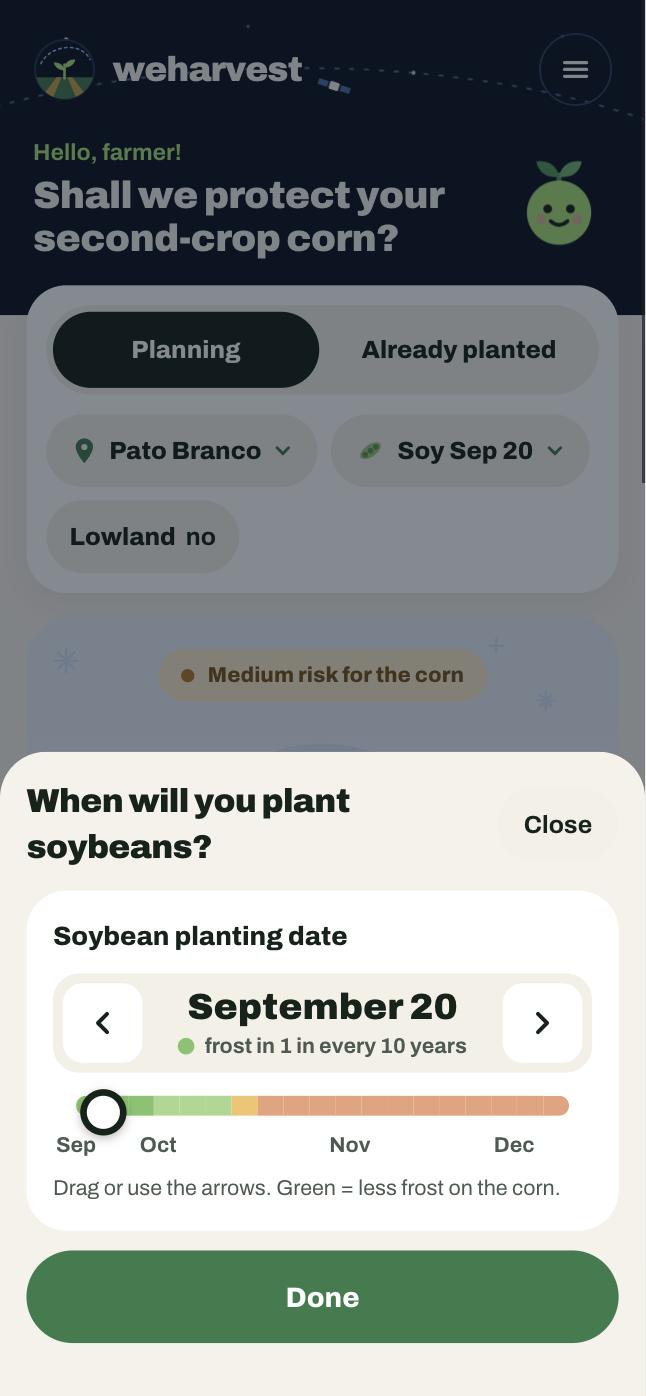 weharvest
Hello, farmer!
Shall we protect your
second-crop corn?
Planning
Already planted
Pato Branco
Soy Sep 20
Lowland no
Medium risk for the corn
When will you plant
soybeans?
Close
Soybean planting date
September 20
frost in 1 in every 10 years
Sep Oct Nov Dec
Drag or use the arrows. Green = less frost on the corn.
Done